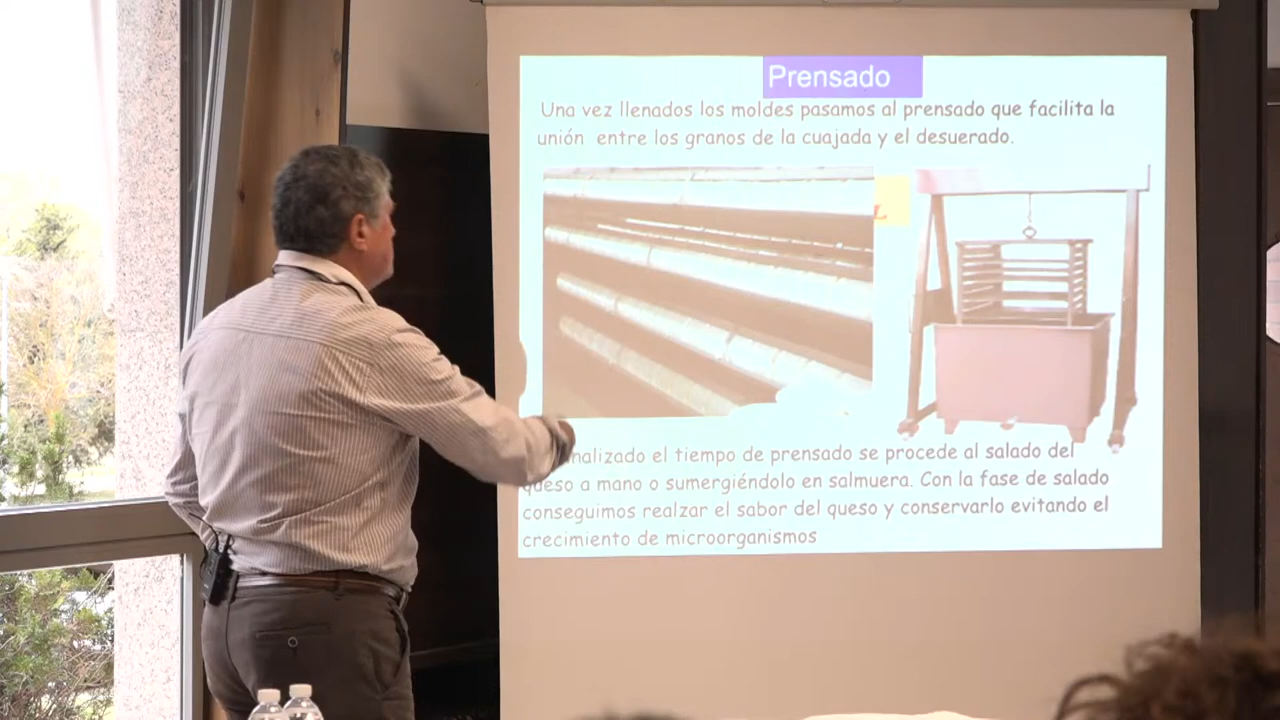 Prensado
Una vez llenados los moldes pasamos al prensado que facilita la
unión entre los granos de la cuajada y el desuerado.
el tiempo de prensado se procede al salado del
queso a mano o sumergiéndolo en salmuera. Con la fase de salado
conseguimos realzar el sabor del queso y conservarlo evitando el
crecimiento de microorganismos